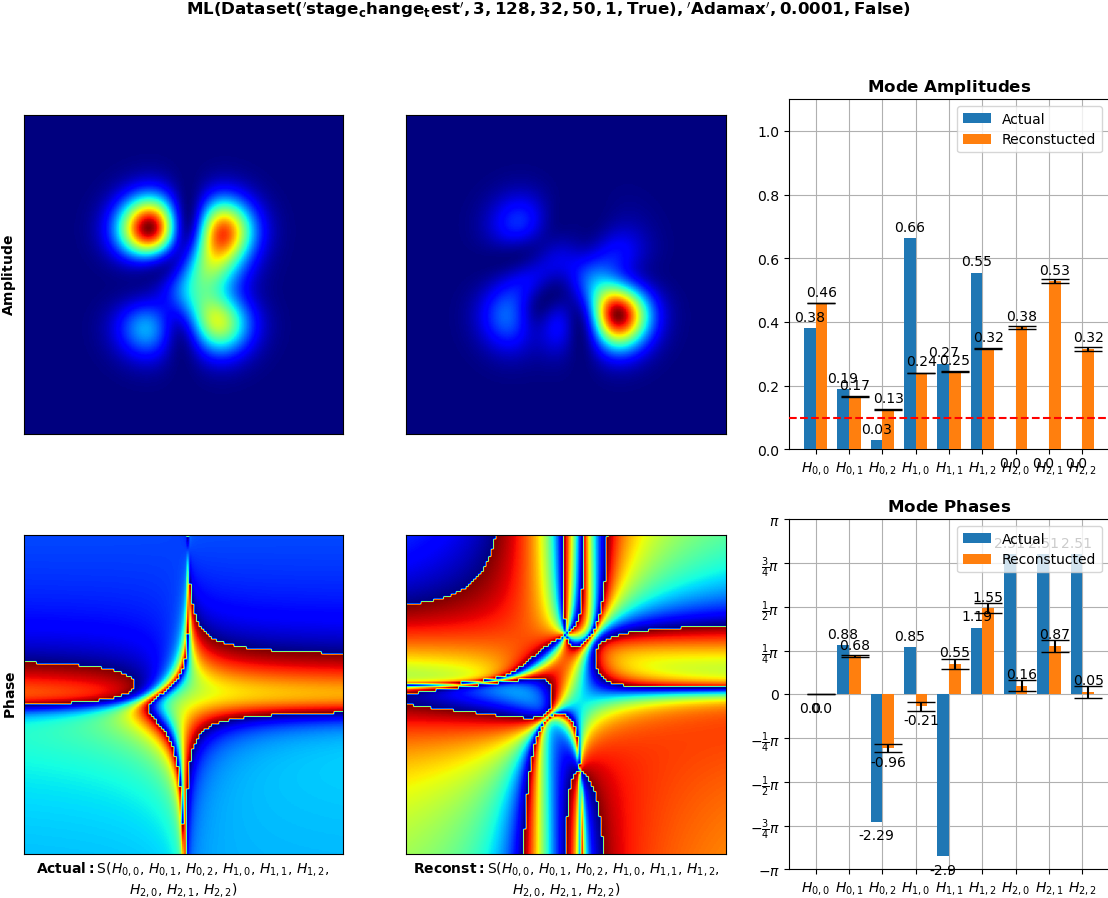 ML(Dataset('stage_change_test', 3, 128, 32, 50, 1, True), 'Adamax', 0.0001, False)
Amplitude
Mode Amplitudes
Actual
Reconstucted
1.0
0.8
0.6
0.4
0.2
0.0
0.38
0.46
0.19
0.17
0.03
0.13
0.66
0.24
0.27
0.25
0.55
0.32
0.0
0.38
0.0
0.53
0.0
0.32
H0,0 H0,1 H0,2 H1,0 H1,1 H1,2 H2,0 H2,1 H2,2
Phase
Mode Phases
Actual
Reconstucted
π
3/4π
1/2π
1/4π
0
−1/4π
−1/2π
−3/4π
−π
0.0
0.0
0.88
0.68
-2.29
-0.96
0.85
-0.21
-2.9
0.55
1.19
1.55
2.51
0.16
2.51
0.87
2.51
0.05
H0,0 H0,1 H0,2 H1,0 H1,1 H1,2 H2,0 H2,1 H2,2
Actual: S(H0,0, H0,1, H0,2, H1,0, H1,1, H1,2,
H2,0, H2,1, H2,2)
Reconst: S(H0,0, H0,1, H0,2, H1,0, H1,1, H1,2,
H2,0, H2,1, H2,2)